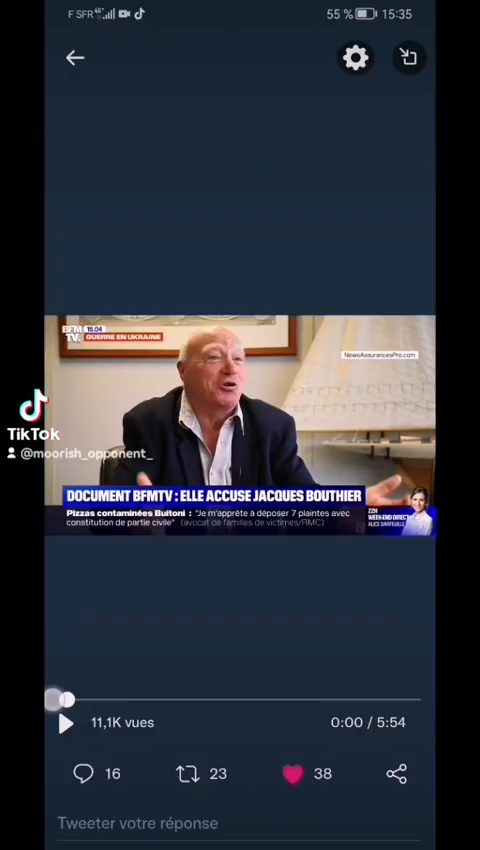 F SFR 4G 55 % 15:35
BFM 15.04
TV. GUERRE EN UKRAINE
NewsAssurancesPro.com
TikTok
@moorish_opponent_
DOCUMENT BFMTV : ELLE ACCUSE JACQUES BOUTHIER
Pizzas contaminées Buitoni : "Je m'apprête à déposer 7 plaintes avec
constitution de partie civile" (avocat de familles de victimes/RMC)
22H
WEEK-END DIRECT
ALICE DARFEUILLE
11,1K vues 0:00 / 5:54
16 23 38
Tweeter votre réponse